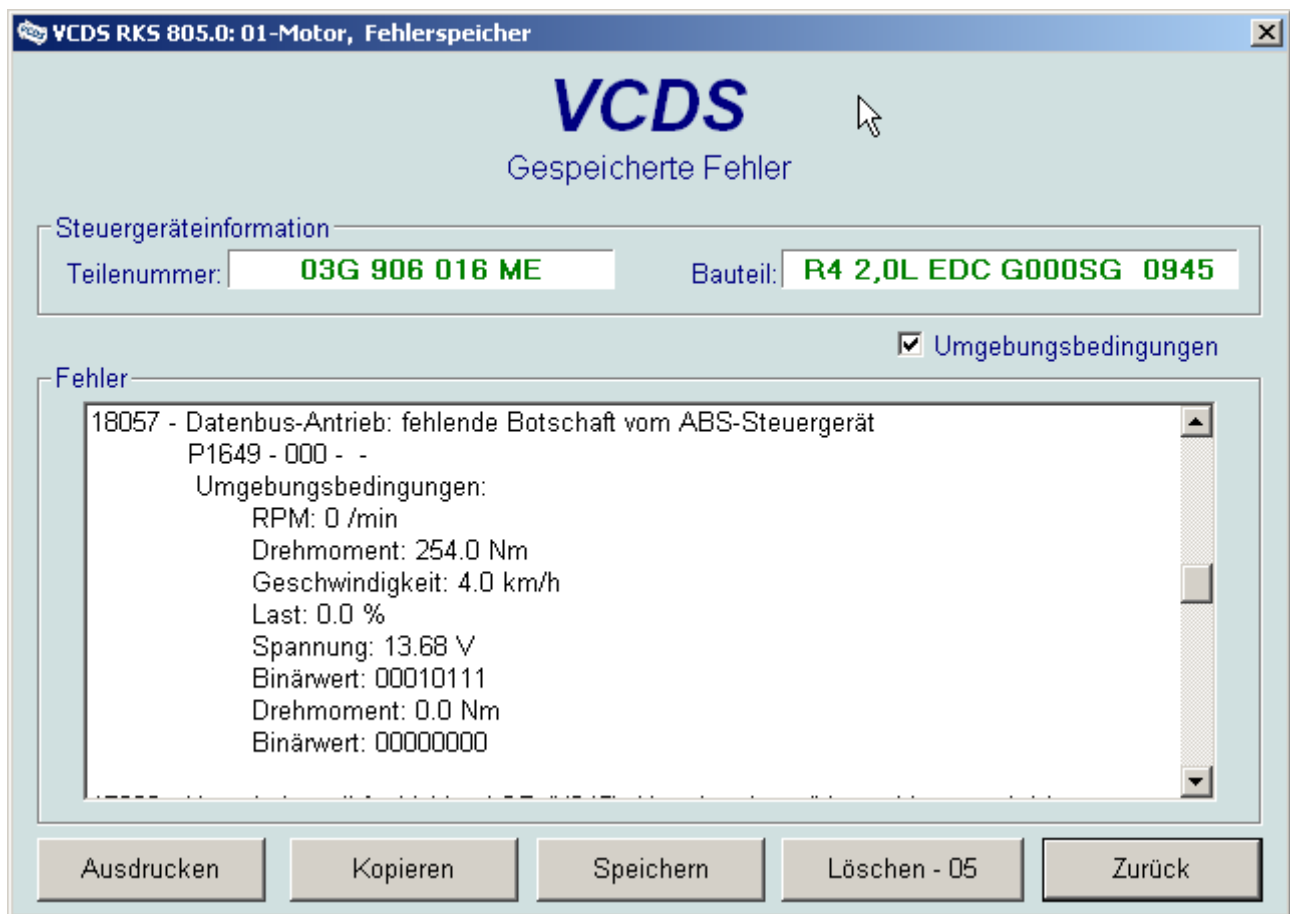 VCDS RKS 805.0: 01-Motor, Fehlerspeicher
VCDS
Gespeicherte Fehler
Steuergeräteinformation
Teilenummer: 03G 906 016 ME Bauteil: R4 2,0L EDC G000SG 0945
Umgebungsbedingungen
Fehler
18057 - Datenbus-Antrieb: fehlende Botschaft vom ABS-Steuergerät
P1649 - 000 - -
Umgebungsbedingungen:
RPM: 0 /min
Drehmoment: 254.0 Nm
Geschwindigkeit: 4.0 km/h
Last: 0.0 %
Spannung: 13.68 V
Binärwert: 00010111
Drehmoment: 0.0 Nm
Binärwert: 00000000
Ausdrucken Kopieren Speichern Löschen - 05 Zurück